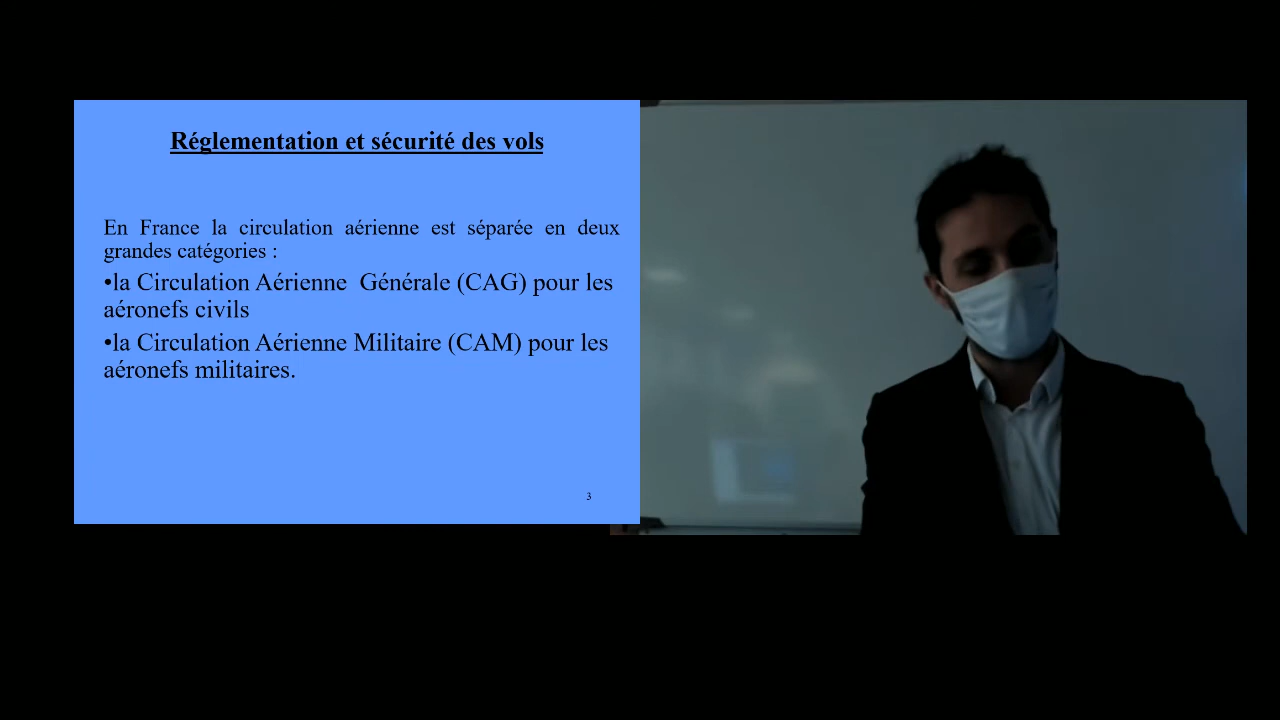 Réglementation et sécurité des vols
En France la circulation aérienne est séparée en deux
grandes catégories :
•la Circulation Aérienne  Générale (CAG) pour les
aéronefs civils
•la Circulation Aérienne Militaire (CAM) pour les
aéronefs militaires.
3